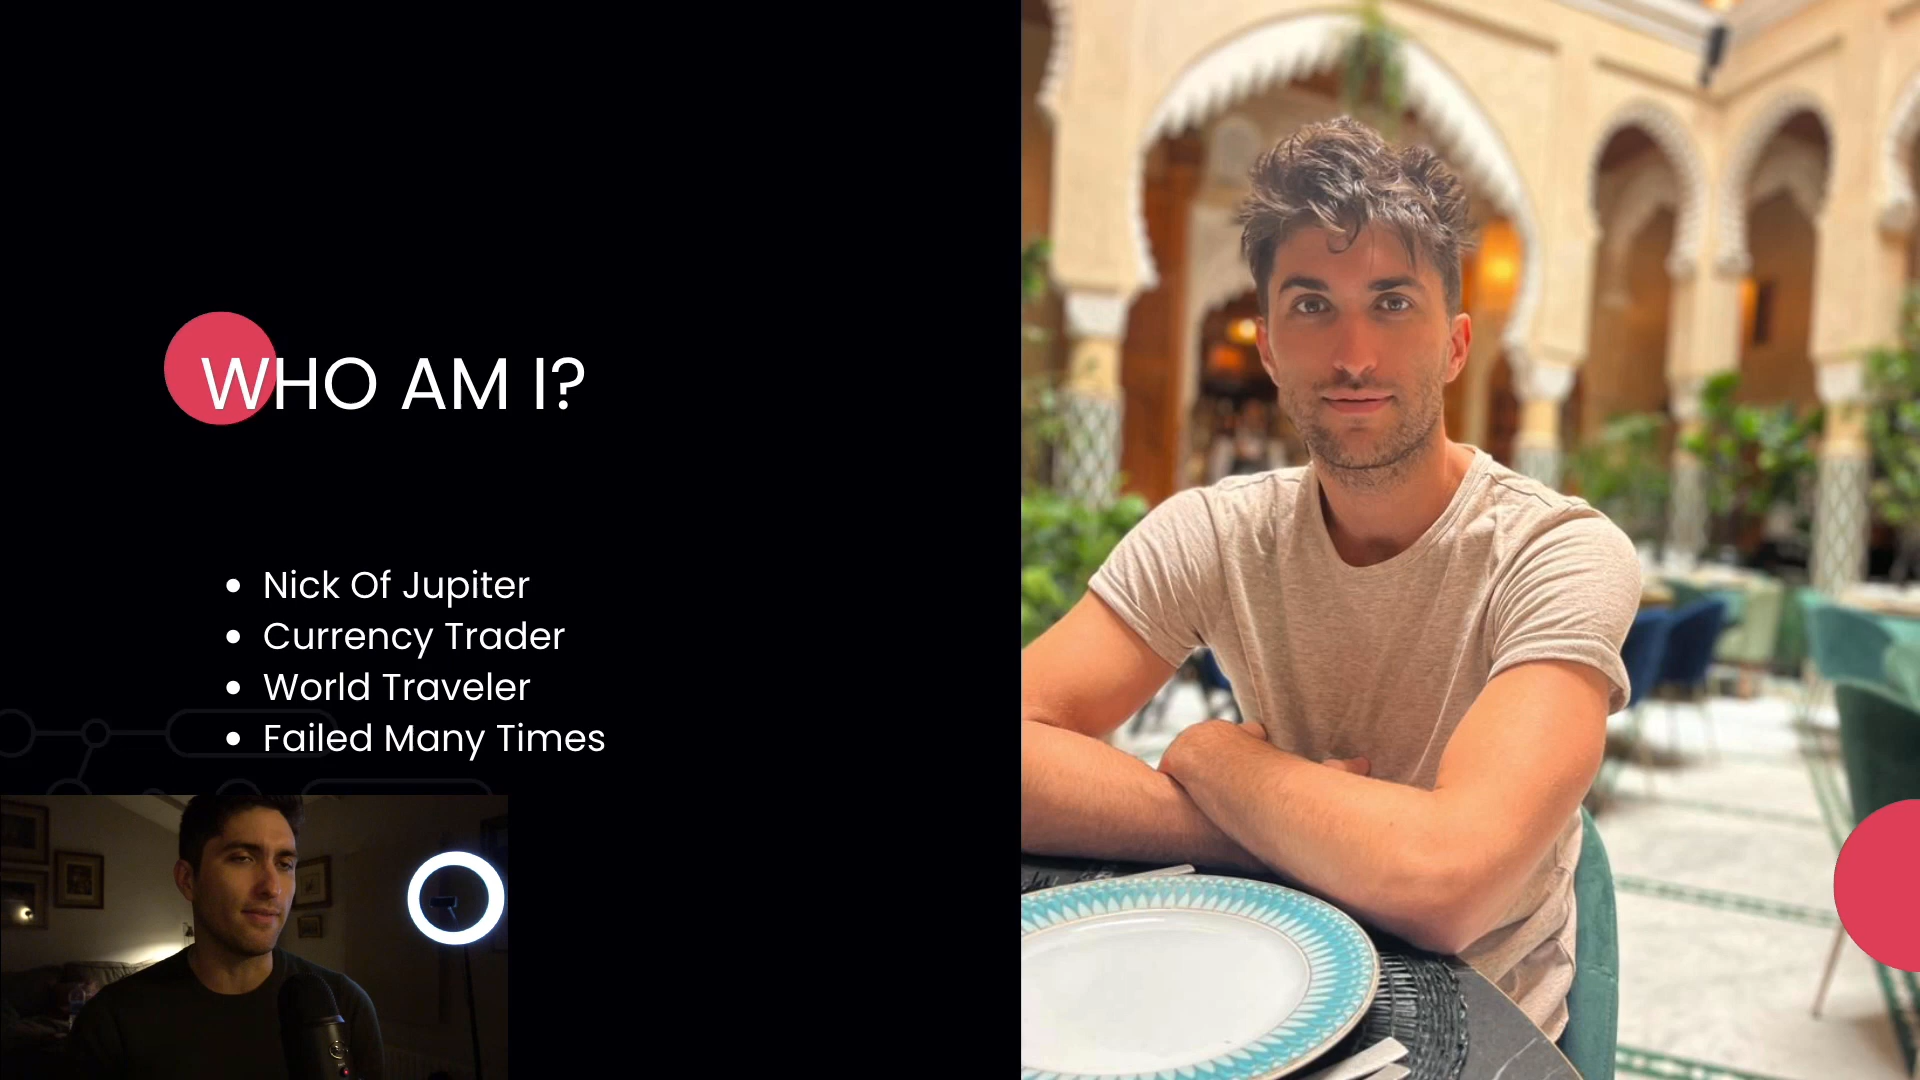 WHO AM I?
Nick Of Jupiter
Currency Trader
World Traveler
Failed Many Times